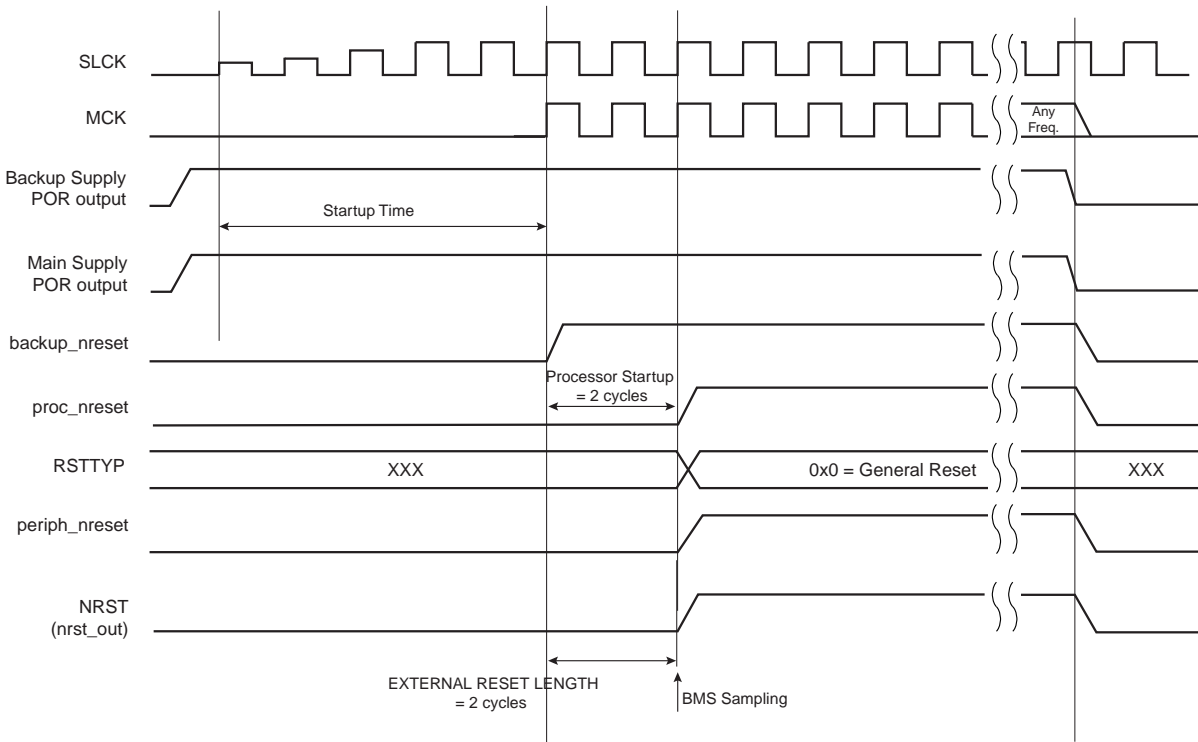 SLCK
MCK
Any
Freq.
Backup Supply
POR output
Startup Time
Main Supply
POR output
backup_nreset
Processor Startup
= 2 cycles
proc_nreset
RSTTYP
XXX
0x0 = General Reset
XXX
periph_nreset
NRST
(nrst_out)
EXTERNAL RESET LENGTH
= 2 cycles
BMS Sampling